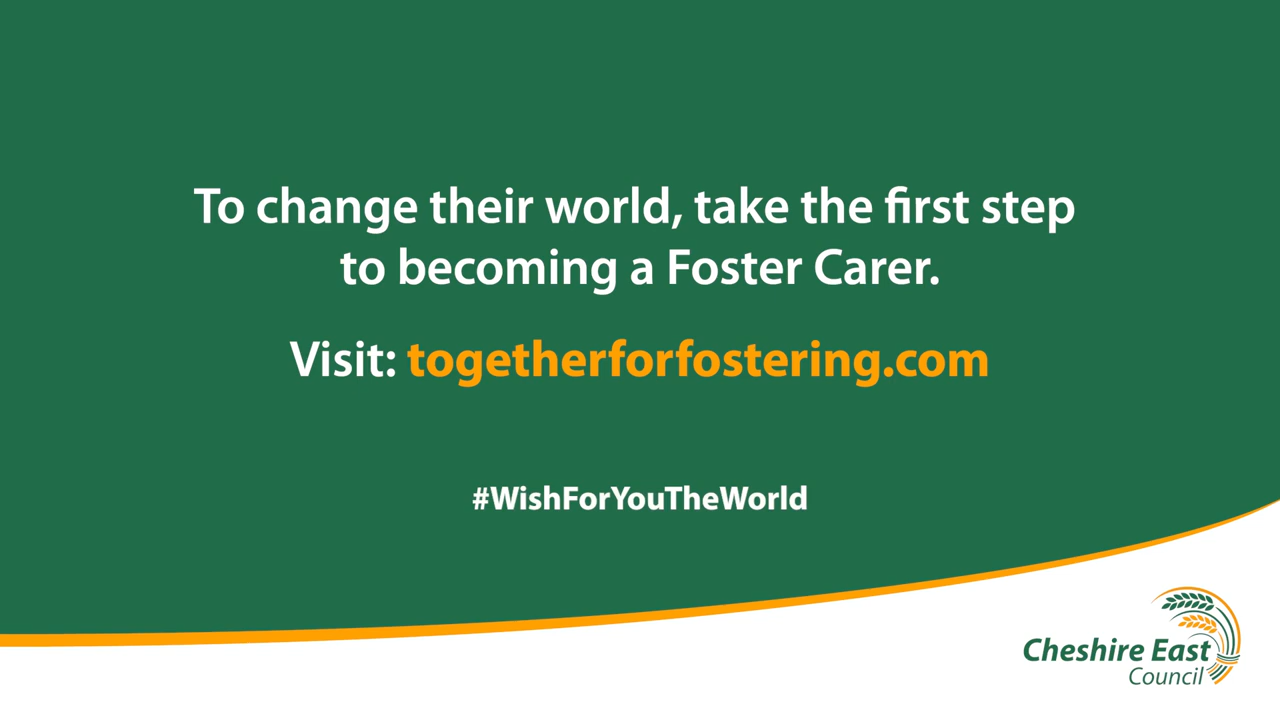 To change their world, take the first step
to becoming a Foster Carer.
Visit: togetherforfostering.com
#WishForYouTheWorld
Cheshire East
Council